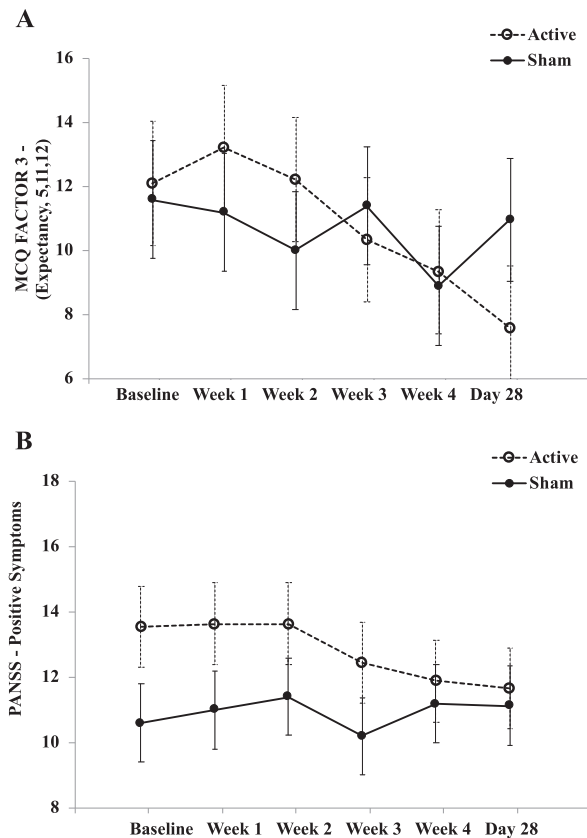 A
Active
Sham
16
14
12
10
8
6
MCQ FACTOR 3 -
(Expectancy, 5,11,12)
Baseline Week 1 Week 2 Week 3 Week 4 Day 28
B
Active
Sham
18
16
14
12
10
8
PANSS - Positive Symptoms
Baseline Week 1 Week 2 Week 3 Week 4 Day 28